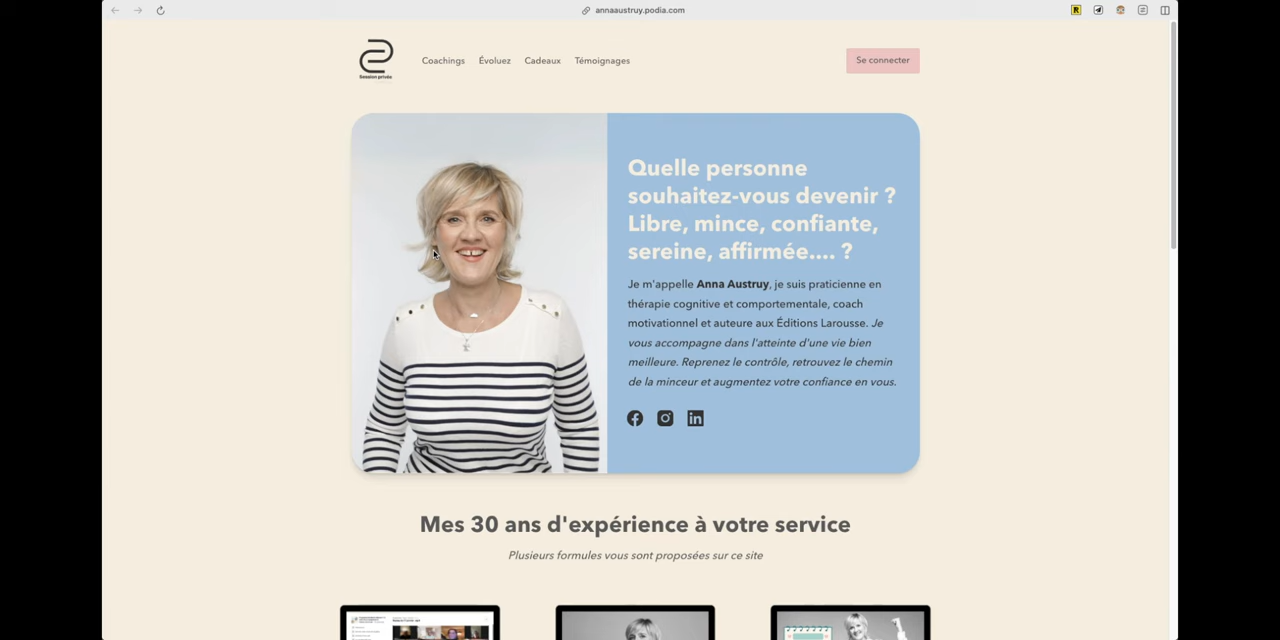 annaaustruy.podia.com
Session privée
Coachings Évoluez Cadeaux Témoignages
Se connecter
Quelle personne
souhaitez-vous devenir ?
Libre, mince, confiante,
sereine, affirmée.... ?
Je m'appelle Anna Austruy, je suis praticienne en
thérapie cognitive et comportementale, coach
motivationnel et auteure aux Éditions Larousse. Je
vous accompagne dans l'atteinte d'une vie bien
meilleure. Reprenez le contrôle, retrouvez le chemin
de la minceur et augmentez votre confiance en vous.
Mes 30 ans d'expérience à votre service
Plusieurs formules vous sont proposées sur ce site